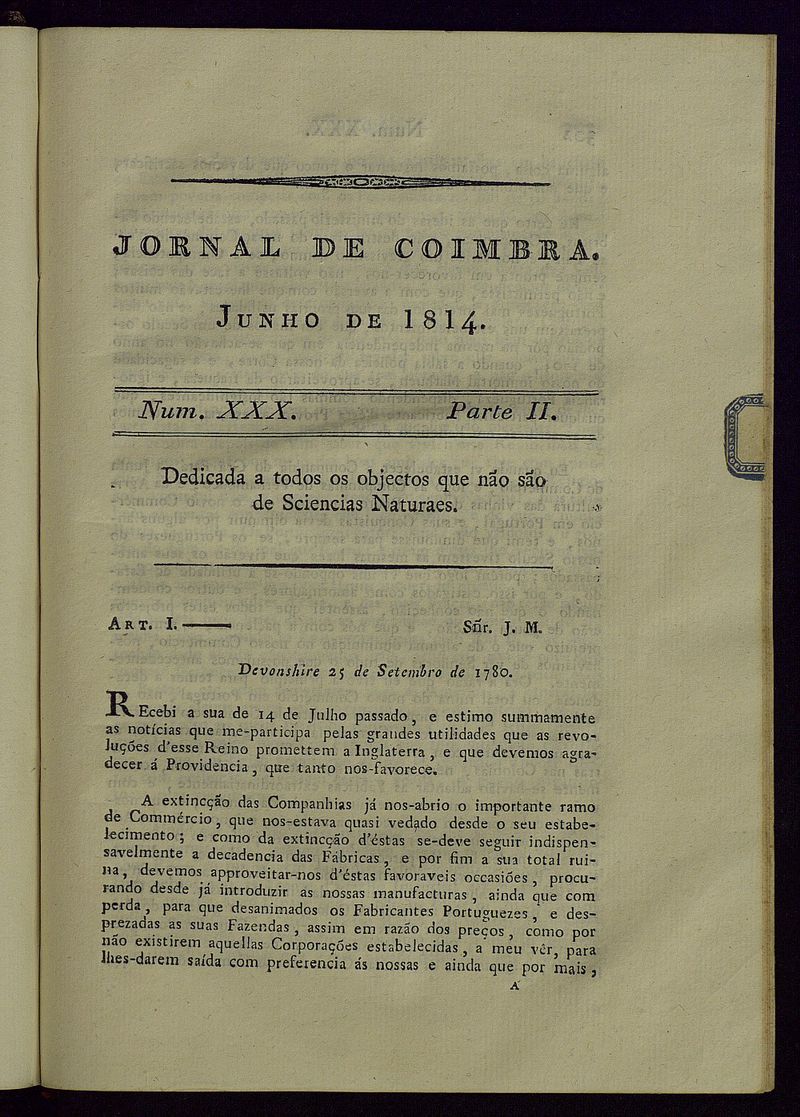 JORNAL DE COIMBRA.
JUNHO DE 1814.
Num. XXX. Parte II.
Dedicada a todos os objectos que não são
de Sciencias Naturaes.
ART. I. Sñr. J. M.
Devonshire 25 de Setembro de 1780.
REcebi a sua de 14 de Julho passado, e estimo summamente
as notícias que me-participa pelas grandes utilidades que as revo-
luções d'esse Reino promettem a Inglaterra, e que devemos agra-
decer á Providencia, que tanto nos-favorece.
A extincção das Companhias já nos-abrio o importante ramo
de Commércio, que nos-estava quasi vedado desde o seu estabe-
lecimento; e como da extincção d'éstas se-deve seguir indispen-
savelmente a decadencia das Fábricas, e por fim a sua total rui-
na, devemos approveitar-nos d'éstas favoraveis occasiões, procu-
rando desde já introduzir as nossas manufacturas, ainda que com
perda, para que desanimados os Fabricantes Portuguezes, e des-
prezadas as suas Fazendas, assim em razão dos preços, como por
não existirem aquellas Corporações estabelecidas, a meu vêr, para
lhes-darem saída com preferencia ás nossas e ainda que por mais,
A